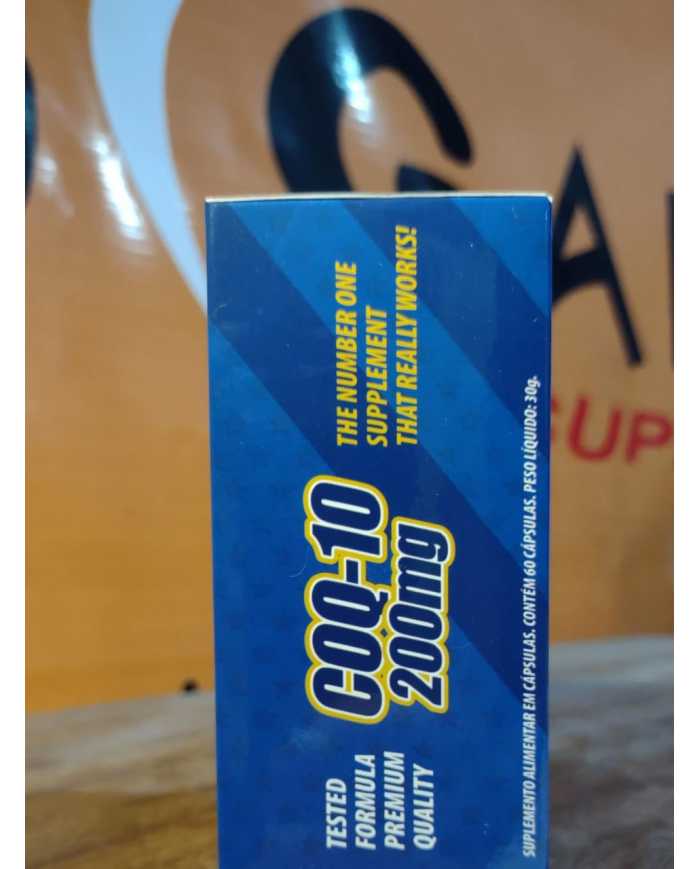 TESTED
FORMULA
PREMIUM
QUALITY
COQ-10
200mg
THE NUMBER ONE
SUPPLEMENT
THAT REALLY WORKS!
SUPLEMENTO ALIMENTAR EM CÁPSULAS. CONTÉM 60 CÁPSULAS. PESO LÍQUIDO: 30g.